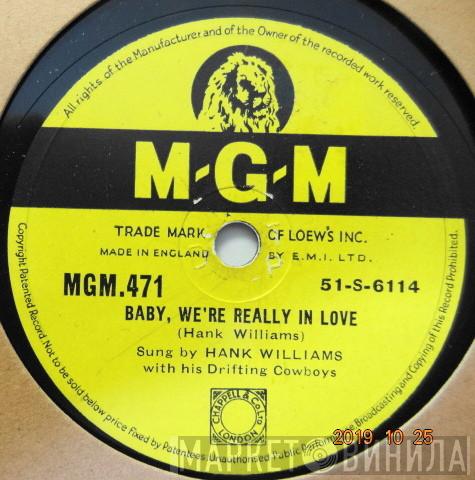 All rights of the Manufacturer and of the Owner of the recorded work reserved.
M-G-M
TRADE MARK CF LOEW'S INC.
MADE IN ENGLAND BY E.M.I. LTD.
MGM.471 51-S-6114
BABY, WE'RE REALLY IN LOVE
(Hank Williams)
Sung by HANK WILLIAMS
with his Drifting Cowboys
CHAPPELL & Co LTD
LONDON
Copyright Patented Record. Not to be sold below price fixed by Patentees. Unauthorised Public Performance Broadcasting and Copying of this Record Prohibited.
2019 10 25
МАРКЕТ ВИНИЛА